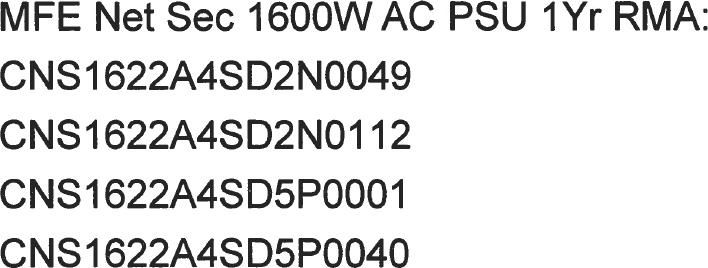 MFE Net Sec 1600W AC PSU 1Yr RMA:
CNS1622A4SD2N0049
CNS1622A4SD2N0112
CNS1622A4SD5P0001
CNS1622A4SD5P0040